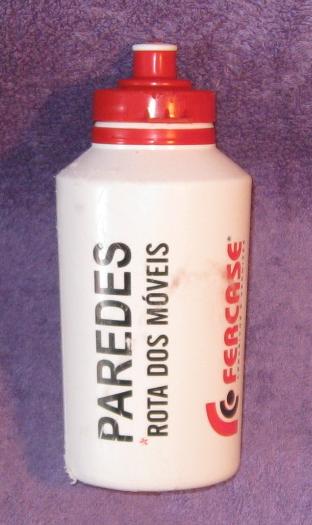 PAREDES
*ROTA DOS MÓVEIS
FERCASE